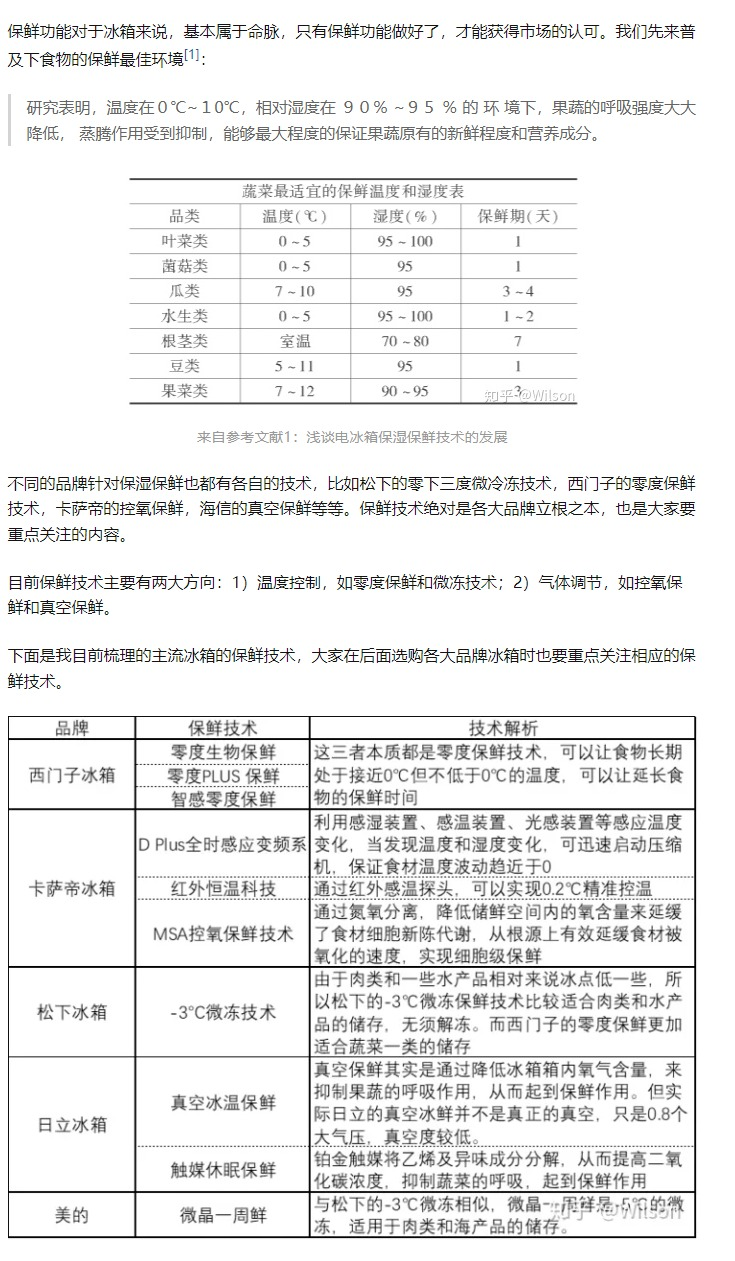 保鲜功能对于冰箱来说，基本属于命脉，只有保鲜功能做好了，才能获得市场的认可。我们先来普
及下食物的保鲜最佳环境[1]：
研究表明，温度在０℃~１0℃，相对湿度在 ９０% ~９５ % 的 环 境下，果蔬的呼吸强度大大
降低， 蒸腾作用受到抑制，能够最大程度的保证果蔬原有的新鲜程度和营养成分。
蔬菜最适宜的保鲜温度和湿度表
品类 温度(℃) 湿度(%) 保鲜期(天)
叶菜类 0~5 95~100 1
菌菇类 0~5 95 1
瓜类 7~10 95 3~4
水生类 0~5 95~100 1~2
根茎类 室温 70~80 7
豆类 5~11 95 1
果菜类 7~12 90~95 3
知乎 @Wilson
来自参考文献1：浅谈电冰箱保湿保鲜技术的发展
不同的品牌针对保湿保鲜也都有各自的技术，比如松下的零下三度微冷冻技术，西门子的零度保鲜
技术，卡萨帝的控氧保鲜，海信的真空保鲜等等。保鲜技术绝对是各大品牌立根之本，也是大家要
重点关注的内容。
目前保鲜技术主要有两大方向：1）温度控制，如零度保鲜和微冻技术；2）气体调节，如控氧保
鲜和真空保鲜。
下面是我目前梳理的主流冰箱的保鲜技术，大家在后面选购各大品牌冰箱时也要重点关注相应的保
鲜技术。
品牌 保鲜技术 技术解析
西门子冰箱
零度生物保鲜
零度PLUS 保鲜
智感零度保鲜
这三者本质都是零度保鲜技术，可以让食物长期
处于接近0℃但不低于0℃的温度，可以让延长食
物的保鲜时间
卡萨帝冰箱
D Plus全时感应变频系
利用感湿装置、感温装置、光感装置等感应温度
变化，当发现温度和湿度变化，可迅速启动压缩
机，保证食材温度波动趋近于0
红外恒温科技
通过红外感温探头，可以实现0.2℃精准控温
MSA控氧保鲜技术
通过氮氧分离，降低储鲜空间内的氧含量来延缓
了食材细胞新陈代谢，从根源上有效延缓食材被
氧化的速度，实现细胞级保鲜
松下冰箱
-3℃微冻技术
由于肉类和一些水产品相对来说冰点低一些，所
以松下的-3℃微冻保鲜技术比较适合肉类和水产
品的储存，无须解冻。而西门子的零度保鲜更加
适合蔬菜一类的储存
日立冰箱
真空冰温保鲜
真空保鲜其实是通过降低冰箱箱内氧气含量，来
抑制果蔬的呼吸作用，从而起到保鲜作用。但实
际日立的真空冰鲜并不是真正的真空，只是0.8个
大气压，真空度较低。
触媒休眠保鲜
铂金触媒将乙烯及异味成分分解，从而提高二氧
化碳浓度，抑制蔬菜的呼吸，起到保鲜作用
美的
微晶一周鲜
与松下的-3℃微冻相似，微晶一周鲜是-5℃的微
冻，适用于肉类和海产品的储存。
知乎 @Wilson